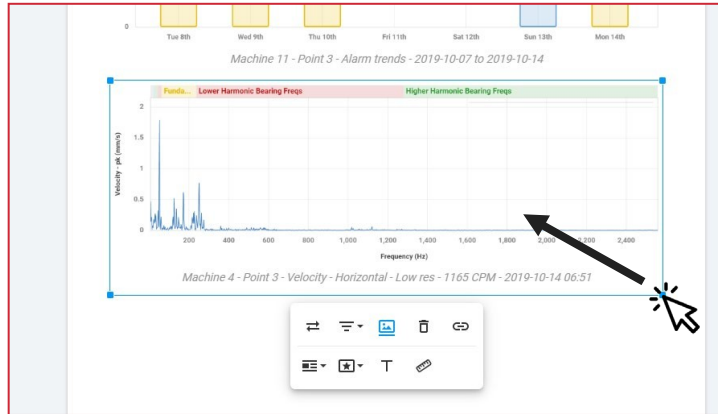 0
Tue 8th Wed 9th Thu 10th Fri 11th Sat 12th Sun 13th Mon 14th
Machine 11 - Point 3 - Alarm trends - 2019-10-07 to 2019-10-14
Funda... Lower Harmonic Bearing Freqs Higher Harmonic Bearing Freqs
2
1.5
1
0.5
0
Velocity - pk (mm/s)
200 400 600 800 1,000 1,200 1,400 1,600 1,800 2,000 2,200 2,400
Frequency (Hz)
Machine 4 - Point 3 - Velocity - Horizontal - Low res - 1165 CPM - 2019-10-14 06:51
T